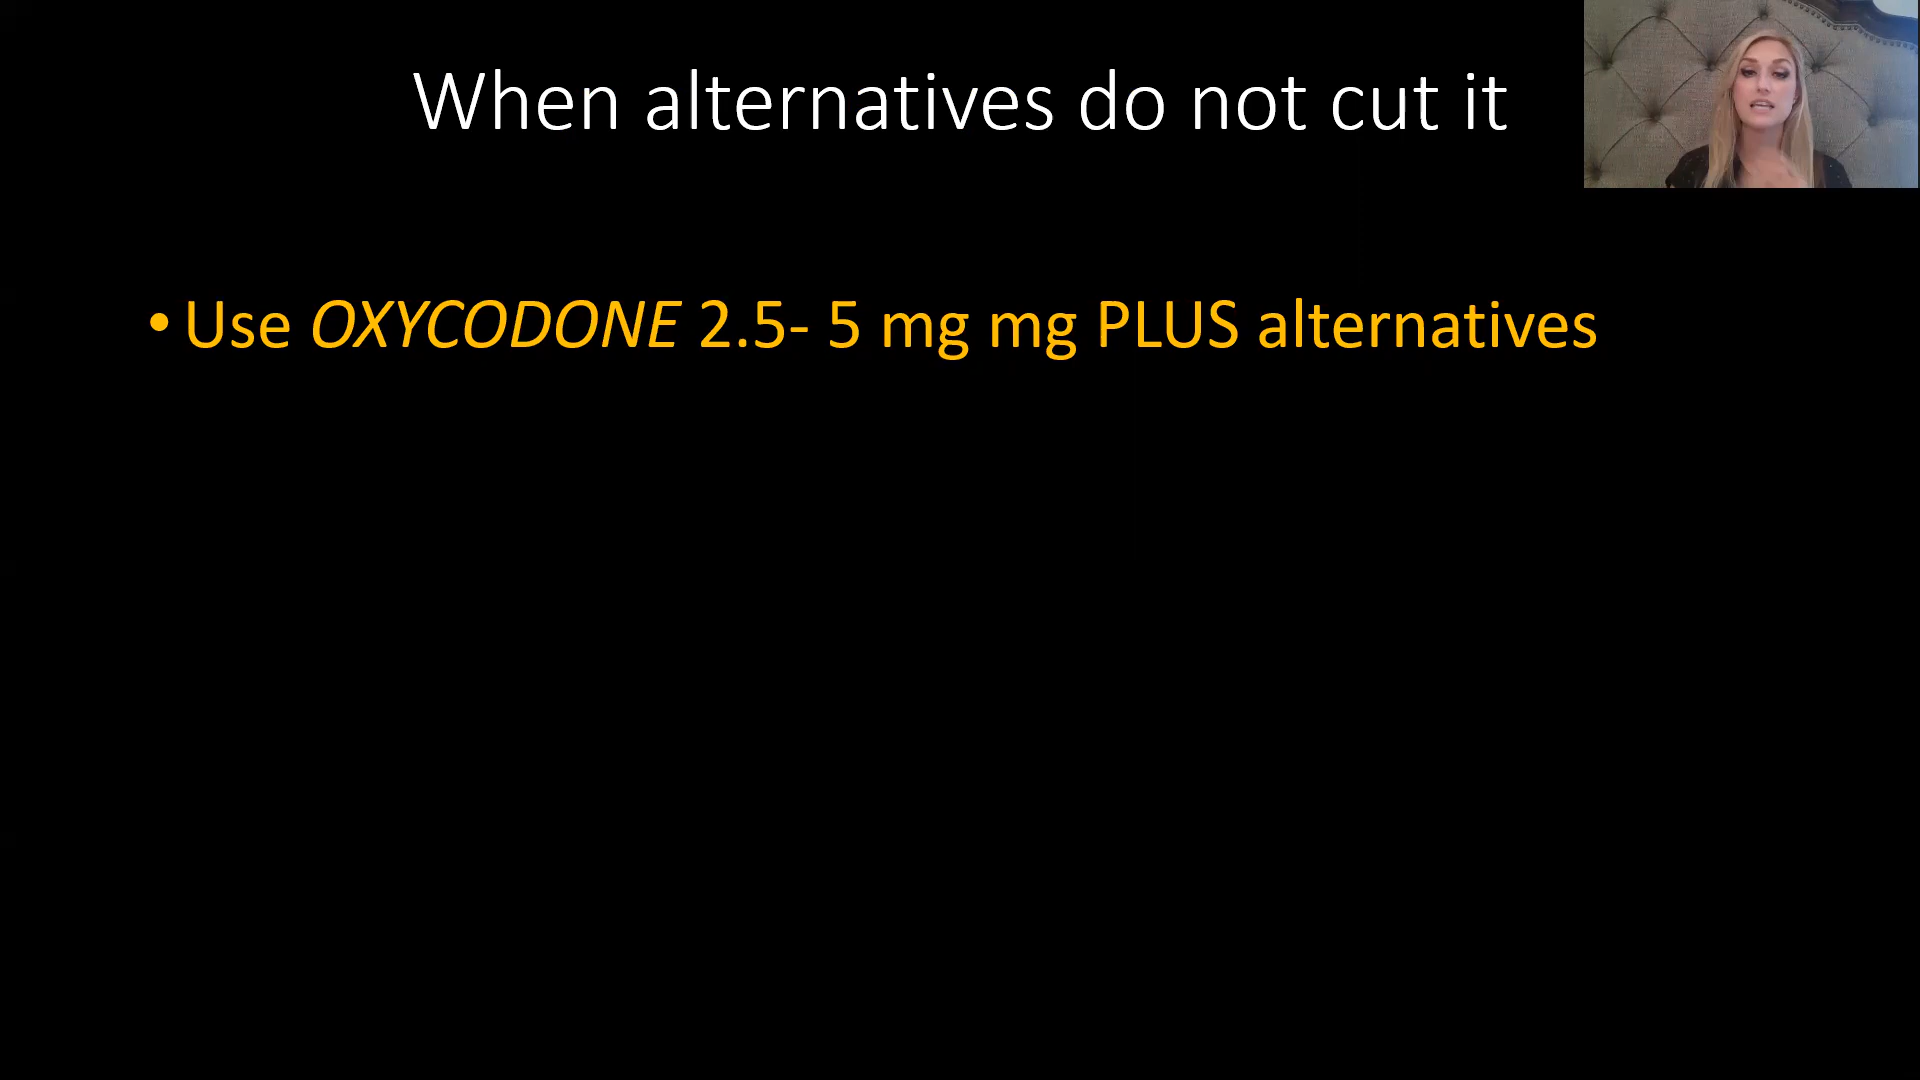 When alternatives do not cut it
• Use OXYCODONE 2.5- 5 mg mg PLUS alternatives